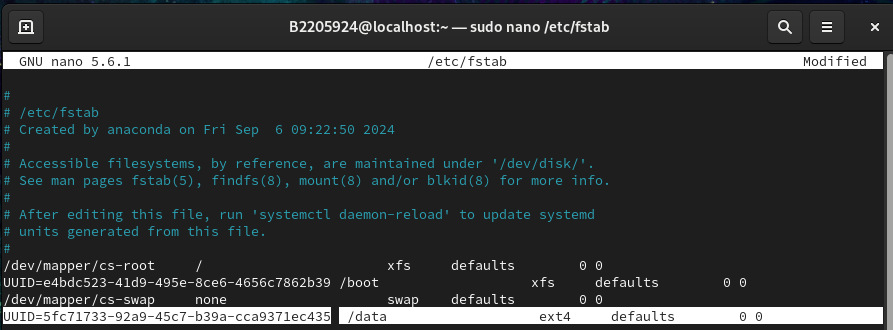 B2205924@localhost:~ — sudo nano /etc/fstab
GNU nano 5.6.1 /etc/fstab Modified
#
# /etc/fstab
# Created by anaconda on Fri Sep  6 09:22:50 2024
#
# Accessible filesystems, by reference, are maintained under '/dev/disk/'.
# See man pages fstab(5), findfs(8), mount(8) and/or blkid(8) for more info.
#
# After editing this file, run 'systemctl daemon-reload' to update systemd
# units generated from this file.
#
/dev/mapper/cs-root     /                       xfs     defaults        0 0
UUID=e4bdc523-41d9-495e-8ce6-4656c7862b39 /boot                   xfs     defaults        0 0
/dev/mapper/cs-swap     none                    swap    defaults        0 0
UUID=5fc71733-92a9-45c7-b39a-cca9371ec435  /data                   ext4     defaults        0 0